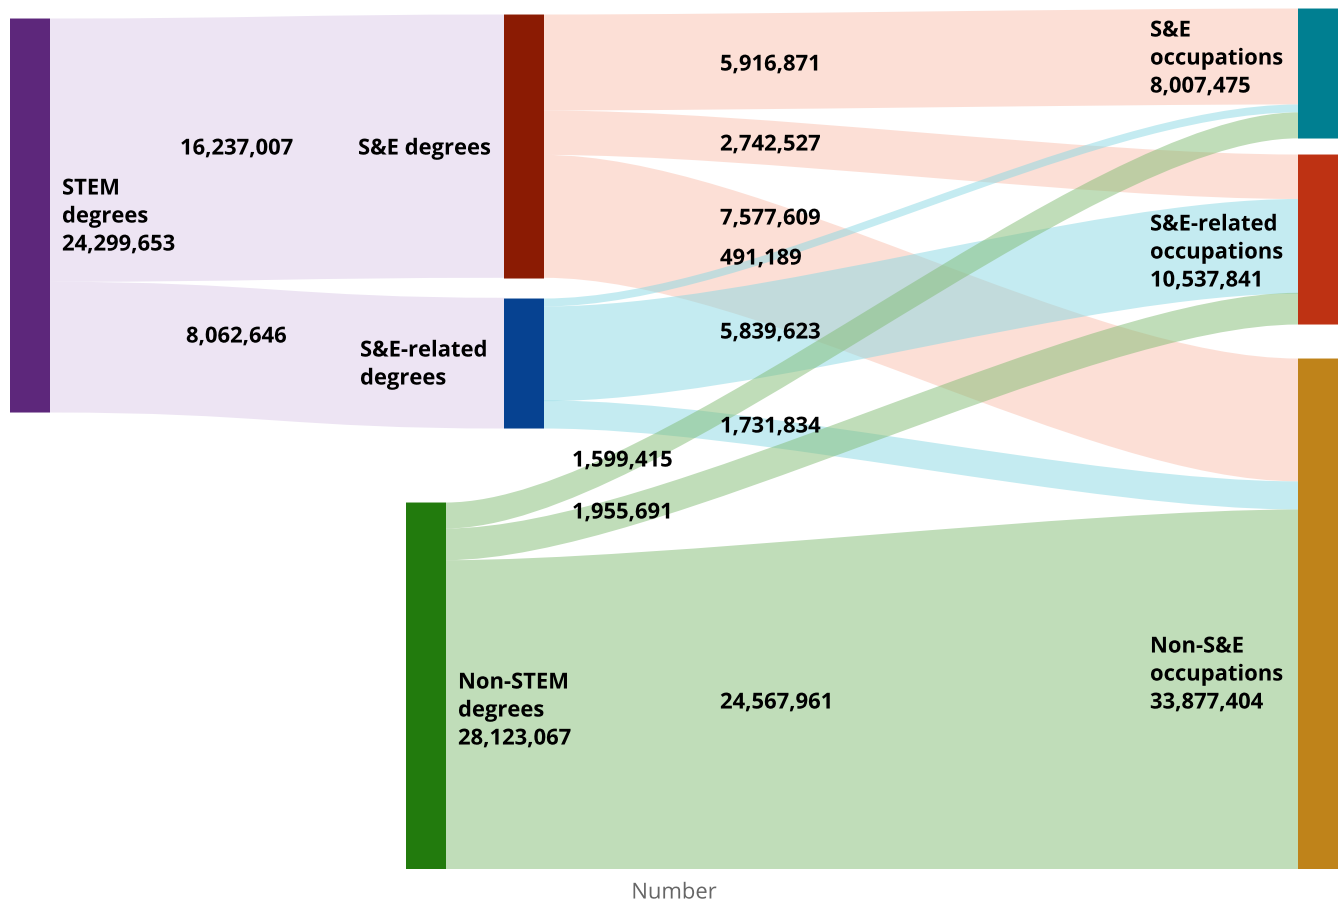 STEM
degrees
24,299,653
16,237,007
8,062,646
S&E degrees
S&E-related
degrees
Non-STEM
degrees
28,123,067
5,916,871
2,742,527
7,577,609
491,189
5,839,623
1,731,834
1,599,415
1,955,691
24,567,961
S&E
occupations
8,007,475
S&E-related
occupations
10,537,841
Non-S&E
occupations
33,877,404
Number